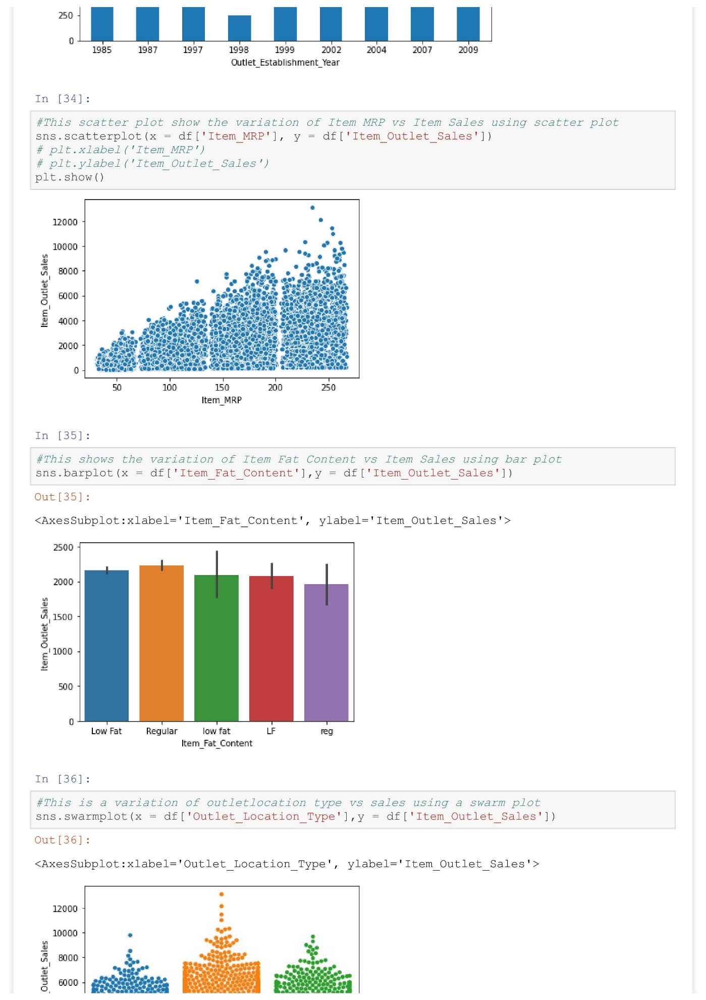 250
0
1985 1987 1997 1998 1999 2002 2004 2007 2009
Outlet_Establishment_Year
In [34]:
#This scatter plot show the variation of Item MRP vs Item Sales using scatter plot
sns.scatterplot(x = df['Item_MRP'], y = df['Item_Outlet_Sales'])
# plt.xlabel('Item_MRP')
# plt.ylabel('Item_Outlet_Sales')
plt.show()
12000
10000
8000
6000
4000
2000
0
Item_Outlet_Sales
50 100 150 200 250
Item_MRP
In [35]:
#This shows the variation of Item Fat Content vs Item Sales using bar plot
sns.barplot(x = df['Item_Fat_Content'],y = df['Item_Outlet_Sales'])
Out[35]:
<AxesSubplot:xlabel='Item_Fat_Content', ylabel='Item_Outlet_Sales'>
2500
2000
1500
1000
500
0
Item_Outlet_Sales
Low Fat Regular low fat LF reg
Item_Fat_Content
In [36]:
#This is a variation of outletlocation type vs sales using a swarm plot
sns.swarmplot(x = df['Outlet_Location_Type'],y = df['Item_Outlet_Sales'])
Out[36]:
<AxesSubplot:xlabel='Outlet_Location_Type', ylabel='Item_Outlet_Sales'>
12000
10000
8000
6000
_Outlet_Sales